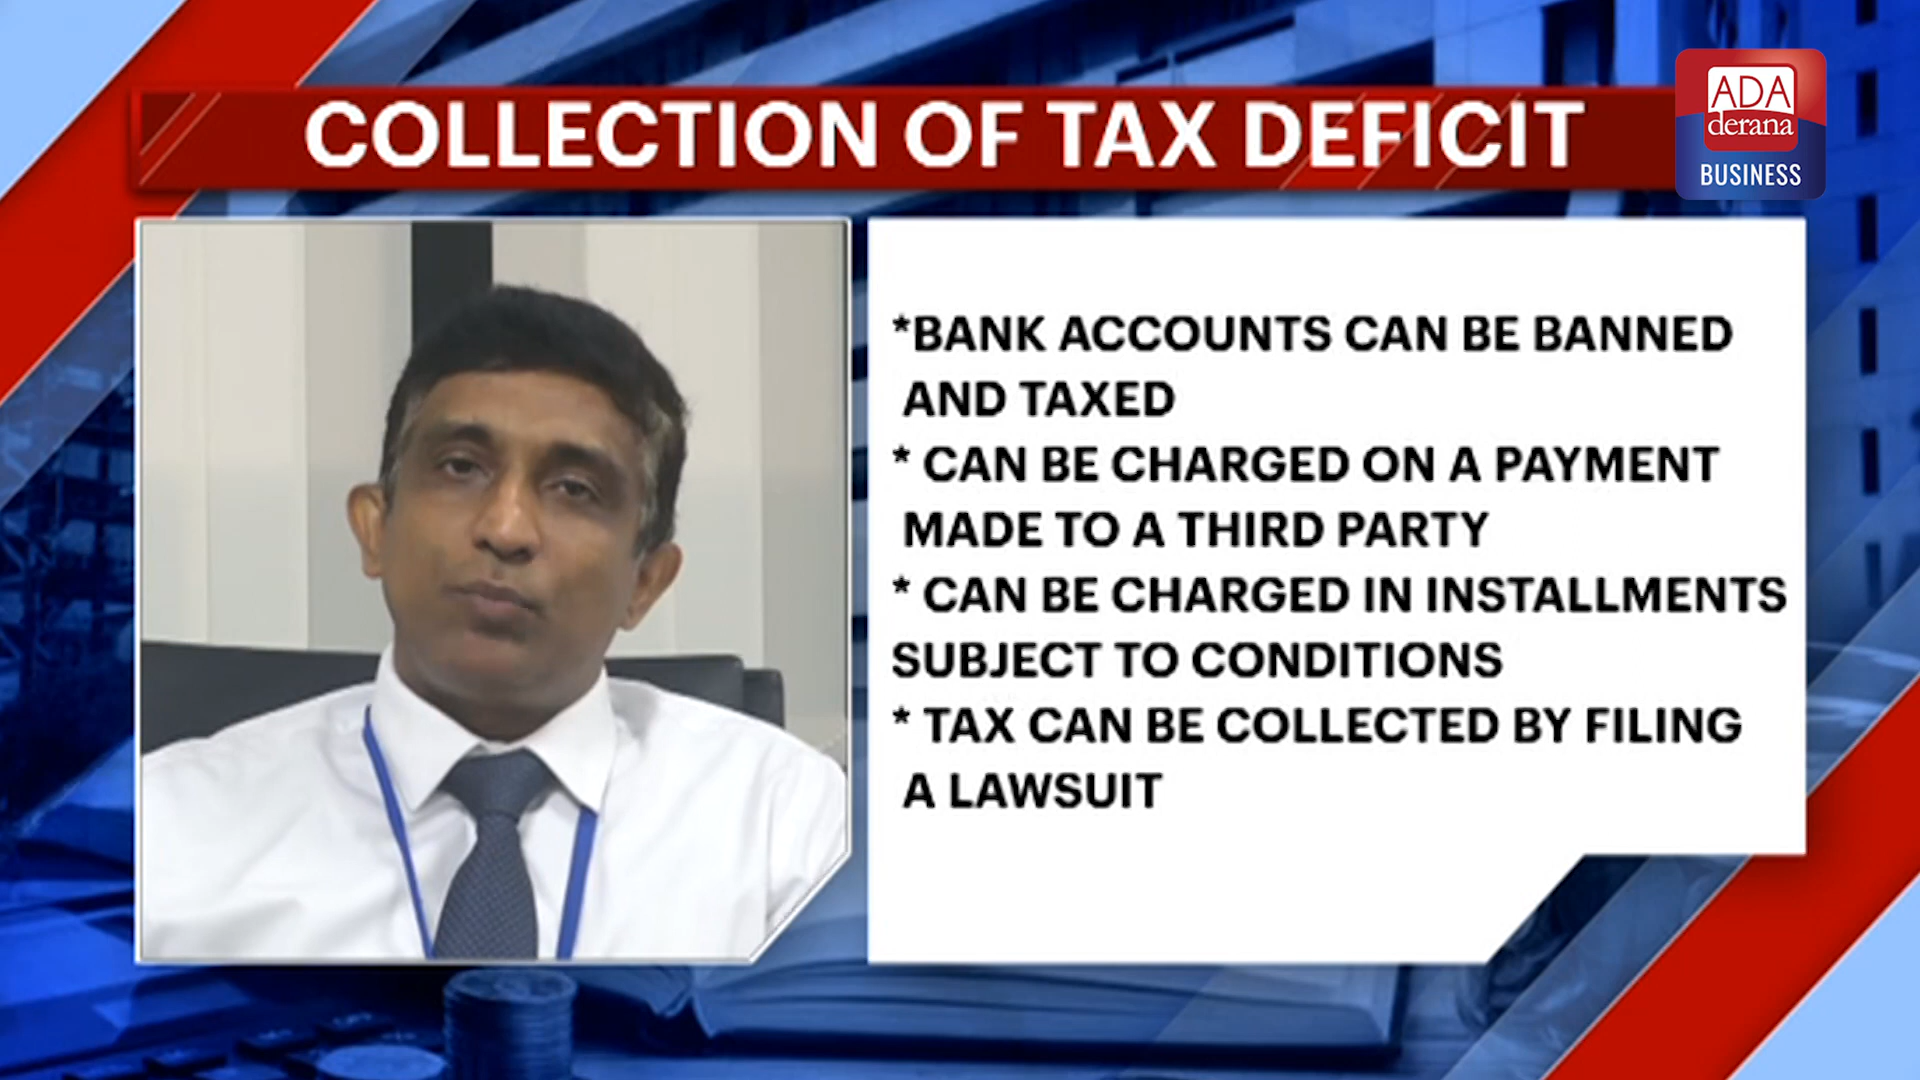 COLLECTION OF TAX DEFICIT
ADA
derana
BUSINESS
*BANK ACCOUNTS CAN BE BANNED
AND TAXED
* CAN BE CHARGED ON A PAYMENT
MADE TO A THIRD PARTY
* CAN BE CHARGED IN INSTALLMENTS
SUBJECT TO CONDITIONS
* TAX CAN BE COLLECTED BY FILING
A LAWSUIT